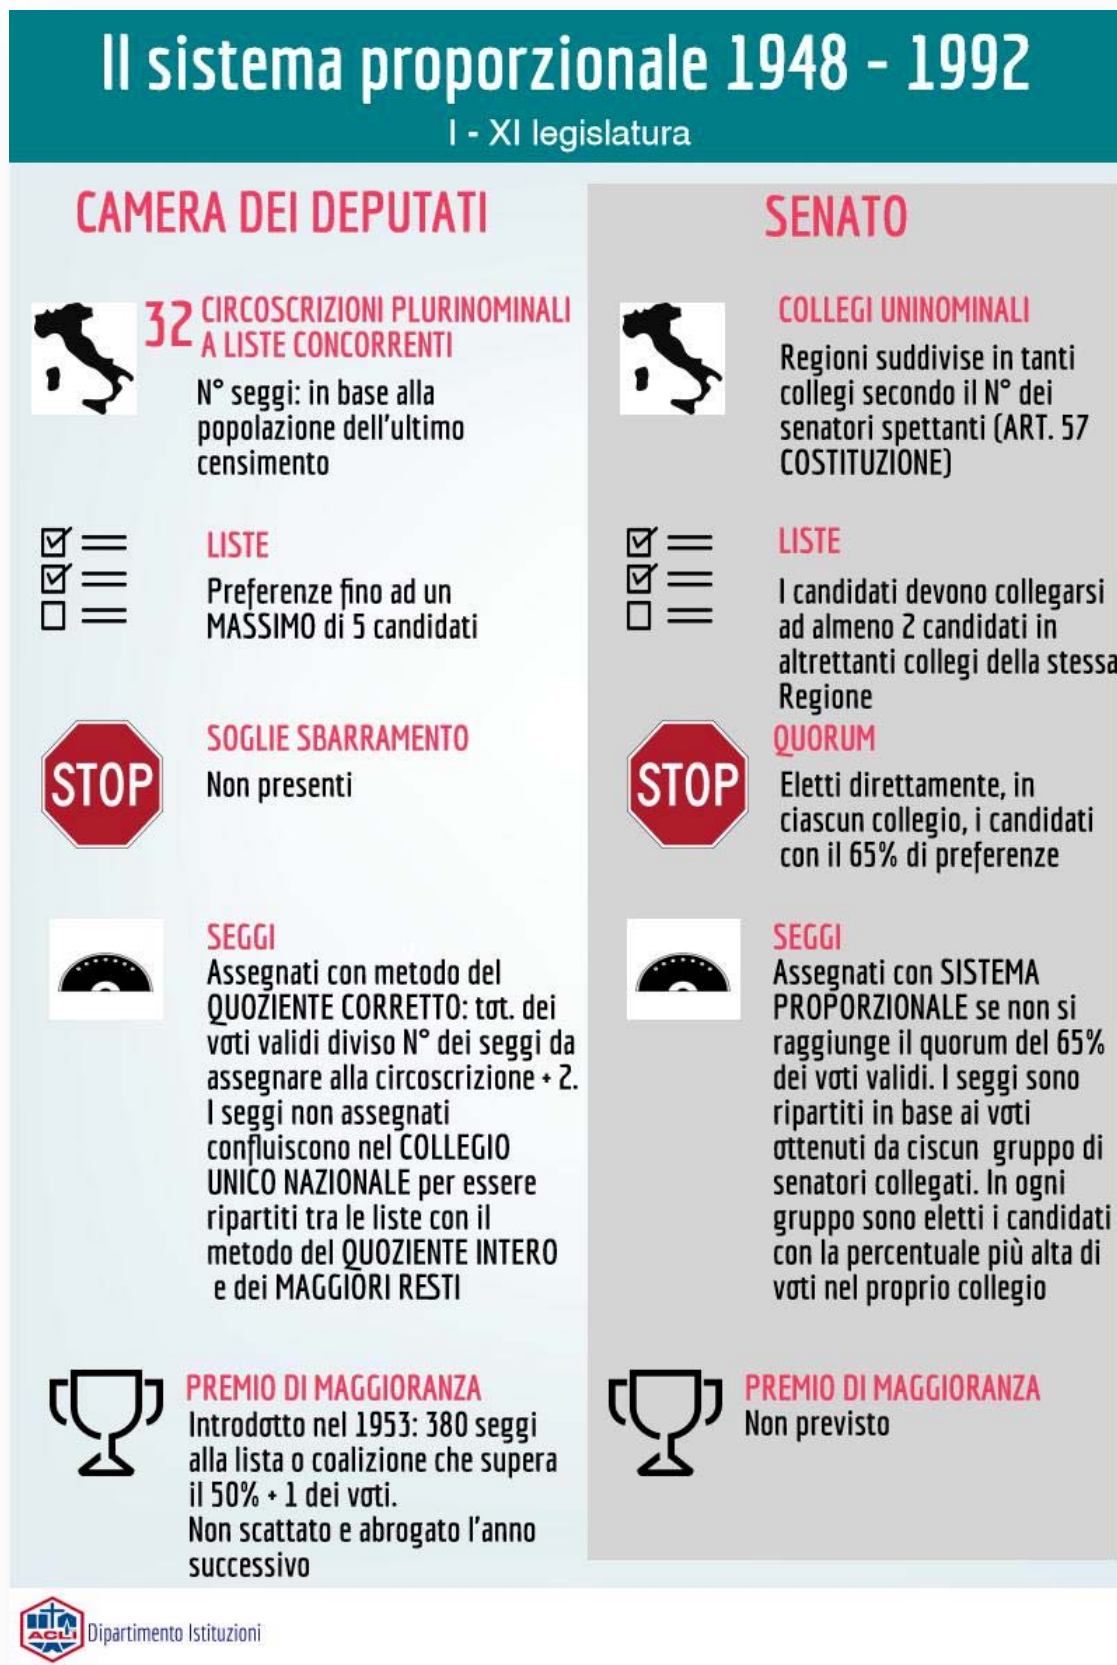 Il sistema proporzionale 1948 - 1992
I - XI legislatura
CAMERA DEI DEPUTATI
32 CIRCOSCRIZIONI PLURINOMINALI
A LISTE CONCORRENTI
N° seggi: in base alla
popolazione dell'ultimo
censimento
LISTE
Preferenze fino ad un
MASSIMO di 5 candidati
STOP
SOGLIE SBARRAMENTO
Non presenti
SEGGI
Assegnati con metodo del
QUOZIENTE CORRETTO: tot. dei
voti validi diviso N° dei seggi da
assegnare alla circoscrizione + 2.
I seggi non assegnati
confluiscono nel COLLEGIO
UNICO NAZIONALE per essere
ripartiti tra le liste con il
metodo del QUOZIENTE INTERO
e dei MAGGIORI RESTI
PREMIO DI MAGGIORANZA
Introdotto nel 1953: 380 seggi
alla lista o coalizione che supera
il 50% + 1 dei voti.
Non scattato e abrogato l'anno
successivo
SENATO
COLLEGI UNINOMINALI
Regioni suddivise in tanti
collegi secondo il N° dei
senatori spettanti (ART. 57
COSTITUZIONE)
LISTE
I candidati devono collegarsi
ad almeno 2 candidati in
altrettanti collegi della stessa
Regione
STOP
QUORUM
Eletti direttamente, in
ciascun collegio, i candidati
con il 65% di preferenze
SEGGI
Assegnati con SISTEMA
PROPORZIONALE se non si
raggiunge il quorum del 65%
dei voti validi. I seggi sono
ripartiti in base ai voti
ottenuti da ciscun gruppo di
senatori collegati. In ogni
gruppo sono eletti i candidati
con la percentuale più alta di
voti nel proprio collegio
PREMIO DI MAGGIORANZA
Non previsto
ACLI
Dipartimento Istituzioni